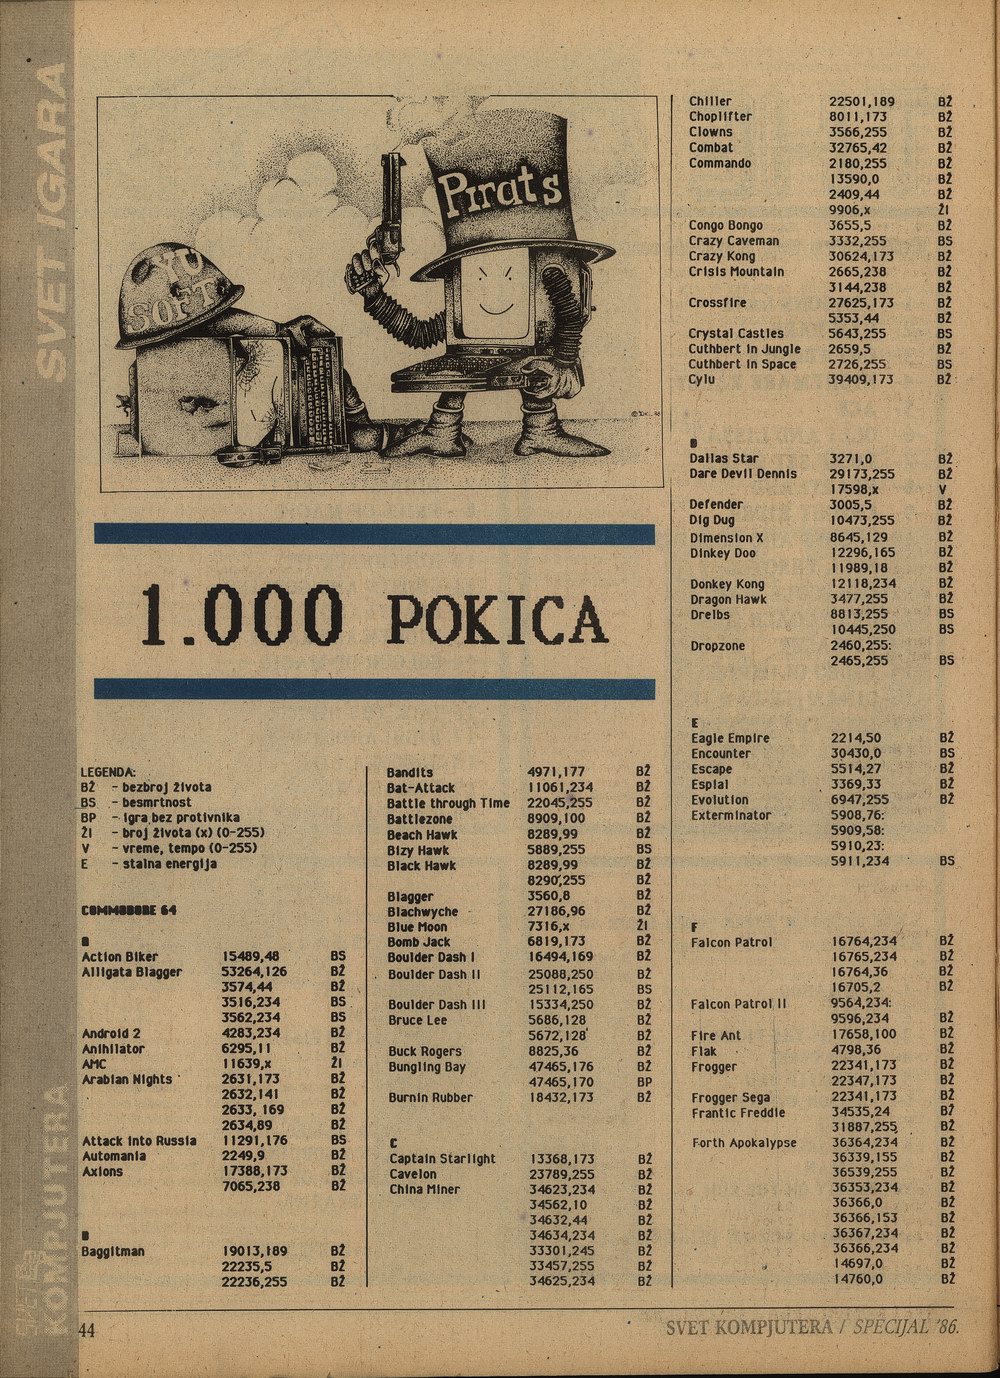 SVET IGARA
YU
SOFT
Pirats
1.000 POKICA
LEGENDA:
BŽ - bezbroj života
BS - besmrtnost
BP - igra bez protivnika
ŽI - broj života (x) (0-255)
V - vreme, tempo (0-255)
E - stalna energija
COMMODORE 64
A
Action Biker 15489,48 BS
Alligata Blagger 53264,126 BŽ
3574,44 BŽ
3516,234 BS
3562,234 BS
Android 2 4283,234 BŽ
Anihilator 6295,11 BŽ
AMC 11639,x ŽI
Arabian Nights 2631,173 BŽ
2632,141 BŽ
2633, 169 BŽ
2634,89 BŽ
Attack into Russia 11291,176 BS
Automania 2249,9 BŽ
Axions 17388,173 BŽ
7065,238 BŽ
B
Baggitman 19013,189 BŽ
22235,5 BŽ
22236,255 BŽ
Bandits 4971,177 BŽ
Bat-Attack 11061,234 BŽ
Battle through Time 22045,255 BŽ
Battlezone 8909,100 BŽ
Beach Hawk 8289,99 BŽ
Bizy Hawk 5889,255 BS
Black Hawk 8289,99 BŽ
8290,255 BŽ
Blagger 3560,8 BŽ
Blachwyche 27186,96 BŽ
Blue Moon 7316,x ŽI
Bomb Jack 6819,173 BŽ
Boulder Dash I 16494,169 BŽ
Boulder Dash II 25088,250 BŽ
25112,165 BS
Boulder Dash III 15334,250 BŽ
Bruce Lee 5686,128 BŽ
5672,128 BŽ
Buck Rogers 8825,36 BŽ
Bungling Bay 47465,176 BŽ
47465,170 BP
Burnin Rubber 18432,173 BŽ
C
Captain Starlight 13368,173 BŽ
Cavelon 23789,255 BŽ
China Miner 34623,234 BŽ
34562,10 BŽ
34632,44 BŽ
34634,234 BŽ
33301,245 BŽ
33457,255 BŽ
34625,234 BŽ
Chiller 22501,189 BŽ
Choplifter 8011,173 BŽ
Clowns 3566,255 BŽ
Combat 32765,42 BŽ
Commando 2180,255 BŽ
13590,0 BŽ
2409,44 BŽ
9906,x ŽI
Congo Bongo 3655,5 BŽ
Crazy Caveman 3332,255 BS
Crazy Kong 30624,173 BŽ
Crisis Mountain 2665,238 BŽ
3144,238 BŽ
Crossfire 27625,173 BŽ
5353,44 BŽ
Crystal Castles 5643,255 BS
Cuthbert in Jungle 2659,5 BŽ
Cuthbert in Space 2726,255 BS
Cylu 39409,173 BŽ
D
Dallas Star 3271,0 BŽ
Dare Devil Dennis 29173,255 BŽ
17598,x V
Defender 3005,5 BŽ
Dig Dug 10473,255 BŽ
Dimension X 8645,129 BŽ
Dinkey Doo 12296,165 BŽ
11989,18 BŽ
Donkey Kong 12118,234 BŽ
Dragon Hawk 3477,255 BŽ
Drelbs 8813,255 BS
10445,250 BS
Dropzone 2460,255:
2465,255 BS
E
Eagle Empire 2214,50 BŽ
Encounter 30430,0 BS
Escape 5514,27 BŽ
Espial 3369,33 BŽ
Evolution 6947,255 BŽ
Exterminator 5908,76:
5909,58:
5910,23:
5911,234 BS
F
Falcon Patrol 16764,234 BŽ
16765,234 BŽ
16764,36 BŽ
16705,2 BŽ
Falcon Patrol II 9564,234:
9596,234 BŽ
Fire Ant 17658,100 BŽ
Flak 4798,36 BŽ
Frogger 22341,173 BŽ
22347,173 BŽ
Frogger Sega 22341,173 BŽ
Frantic Freddie 34535,24 BŽ
31887,255 BŽ
Forth Apokalypse 36364,234 BŽ
36339,155 BŽ
36539,255 BŽ
36353,234 BŽ
36366,0 BŽ
36366,153 BŽ
36367,234 BŽ
36366,234 BŽ
14697,0 BŽ
14760,0 BŽ
SVET
KOMPJUTERA
44
SVET KOMPJUTERA / SPECIJAL '86.